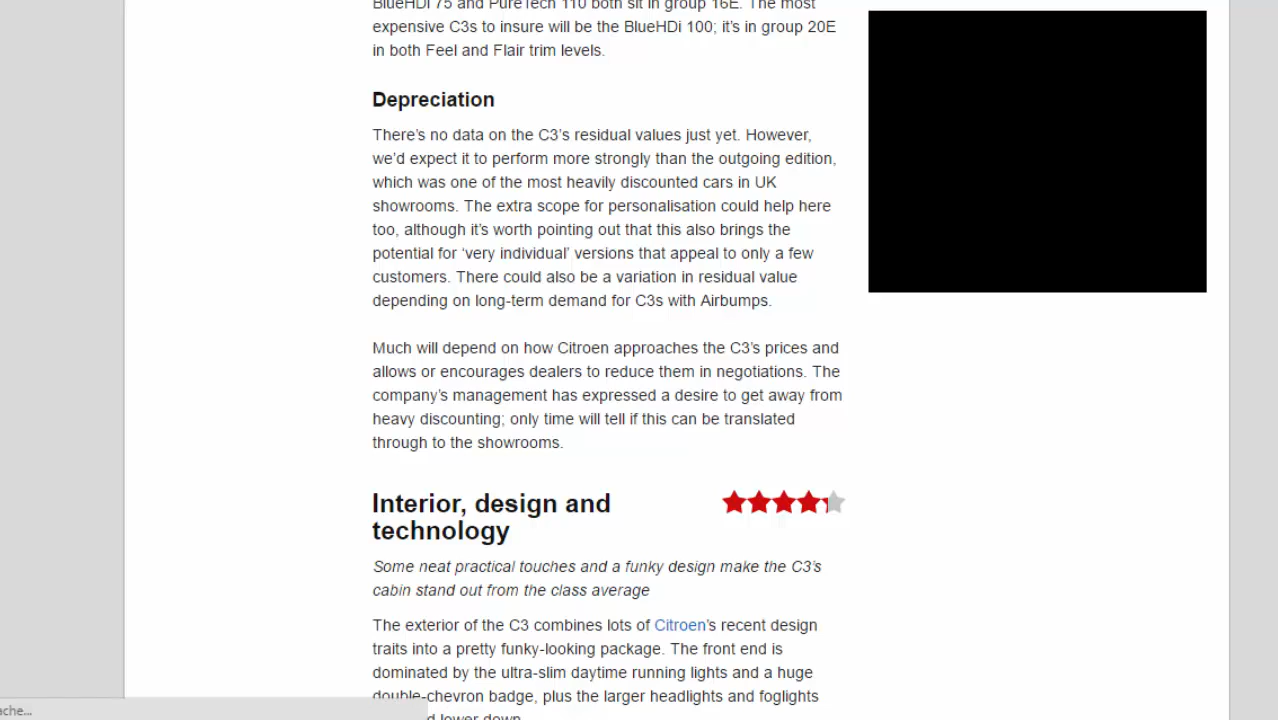 BlueHDi 75 and PureTech 110 both sit in group 16E. The most
expensive C3s to insure will be the BlueHDi 100; it’s in group 20E
in both Feel and Flair trim levels.
Depreciation
There’s no data on the C3’s residual values just yet. However,
we’d expect it to perform more strongly than the outgoing edition,
which was one of the most heavily discounted cars in UK
showrooms. The extra scope for personalisation could help here
too, although it’s worth pointing out that this also brings the
potential for ‘very individual’ versions that appeal to only a few
customers. There could also be a variation in residual value
depending on long-term demand for C3s with Airbumps.
Much will depend on how Citroen approaches the C3’s prices and
allows or encourages dealers to reduce them in negotiations. The
company’s management has expressed a desire to get away from
heavy discounting; only time will tell if this can be translated
through to the showrooms.
Interior, design and
technology
Some neat practical touches and a funky design make the C3’s
cabin stand out from the class average
The exterior of the C3 combines lots of Citroen’s recent design
traits into a pretty funky-looking package. The front end is
dominated by the ultra-slim daytime running lights and a huge
double-chevron badge, plus the larger headlights and foglights
lower down.
ache...